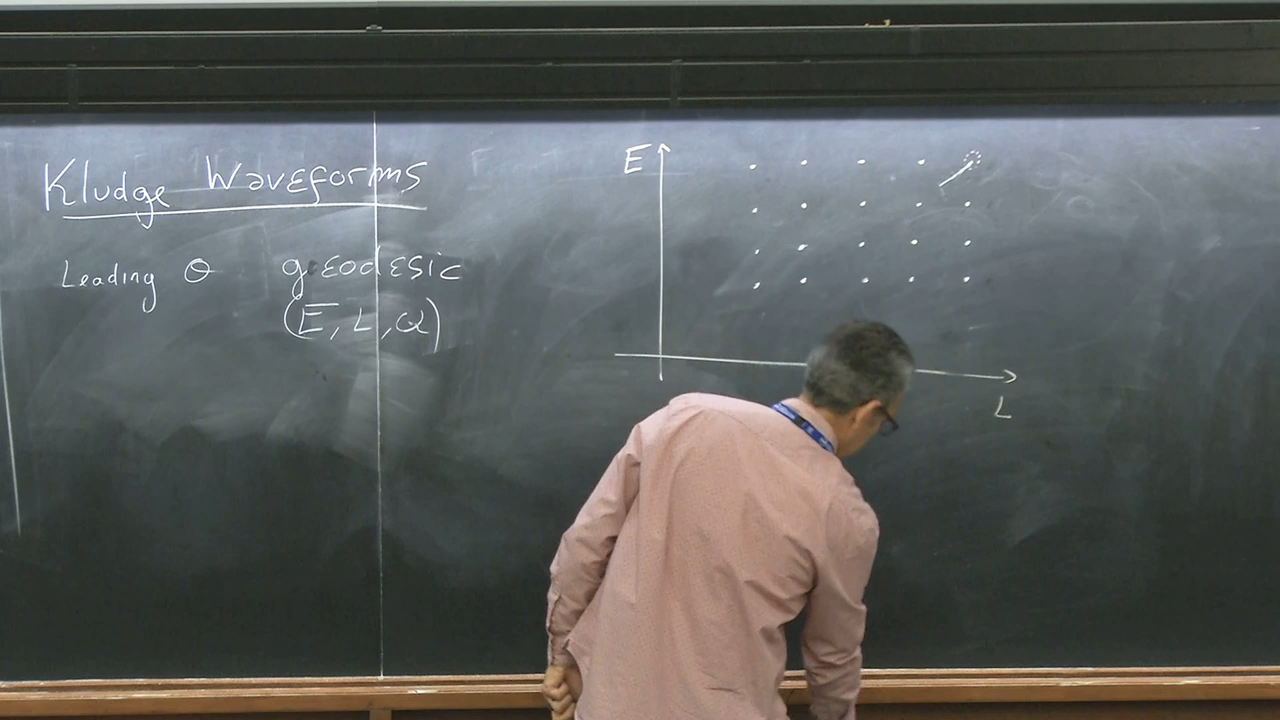 Kludge Waveforms
Leading O geodesic
(E, L, Q)
E
L